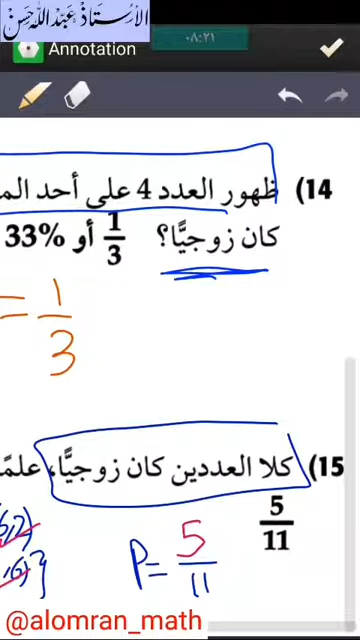 الأستاذ عبدالله حسن
٠٨:٢١
Annotation
14) ظهور العدد 4 على أحد الم
كان زوجيًّا؟ 1/3 أو 33%
= 1/3
15) كلا العددين كان زوجيًّا، علمًا
5/11
P = 5/11
@alomran_math